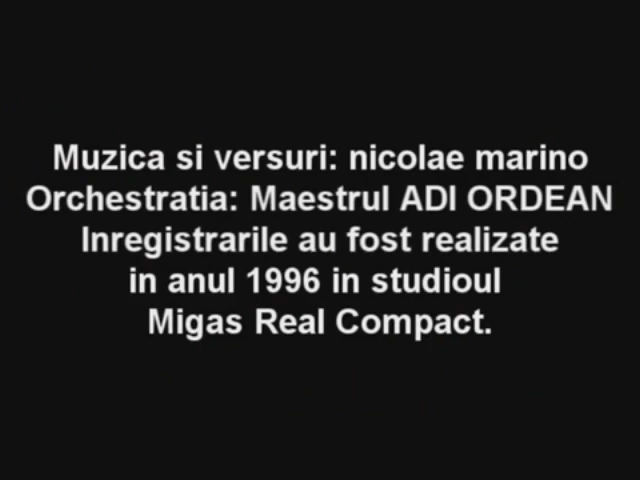 Muzica si versuri: nicolae marino
Orchestratia: Maestrul ADI ORDEAN
Inregistrarile au fost realizate
in anul 1996 in studioul
Migas Real Compact.